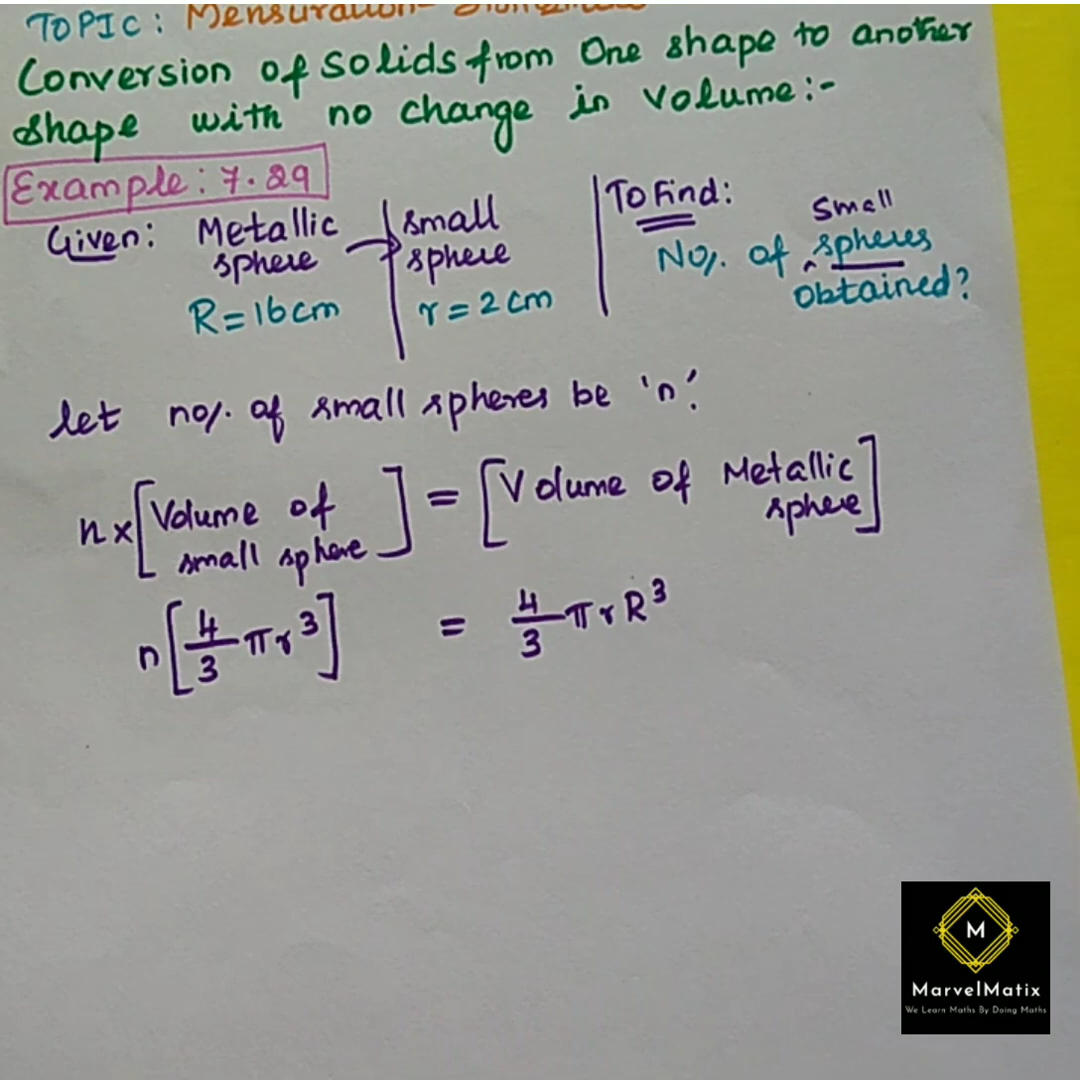 TOPIC: Mensuration
Conversion of solids from One shape to another
shape with no change in volume:-
Example: 7.29
Given: Metallic sphere R=16cm
small sphere r=2cm
To Find:
No/. of small spheres obtained?
let no/. of small spheres be 'n'.
n×[Volume of small sphere] = [Volume of Metallic sphere]
n[4/3 πr³] = 4/3 πrR³
M
MarvelMatix
We Learn Maths By Doing Maths